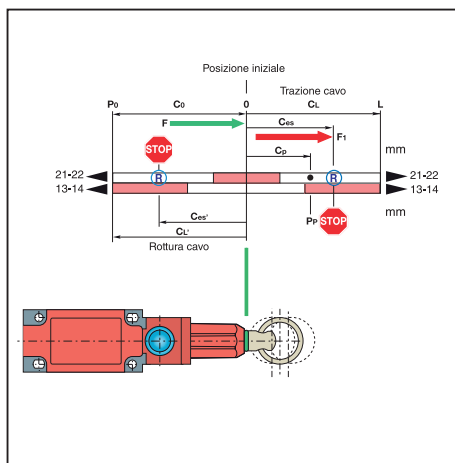 Posizione iniziale
P0 C0 0 Trazione cavo CL L
F Ces F1
STOP Cp mm
21-22 R R 21-22
13-14 13-14
Ces' PP STOP mm
CL'
Rottura cavo